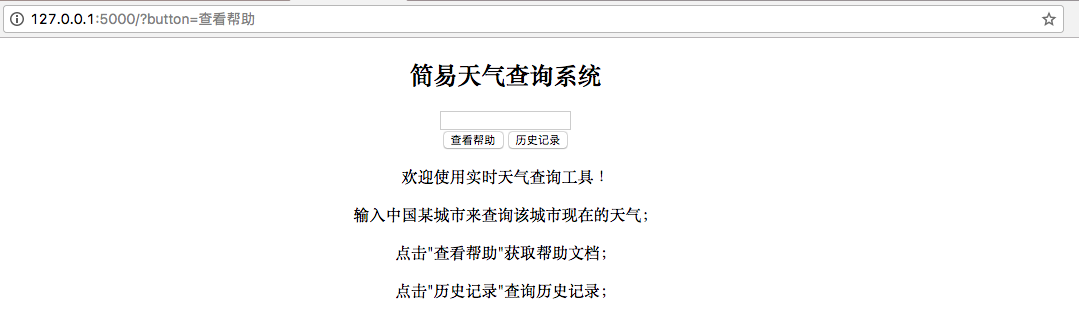 127.0.0.1:5000/?button=查看帮助
简易天气查询系统
查看帮助 历史记录
欢迎使用实时天气查询工具！
输入中国某城市来查询该城市现在的天气；
点击"查看帮助"获取帮助文档；
点击"历史记录"查询历史记录；